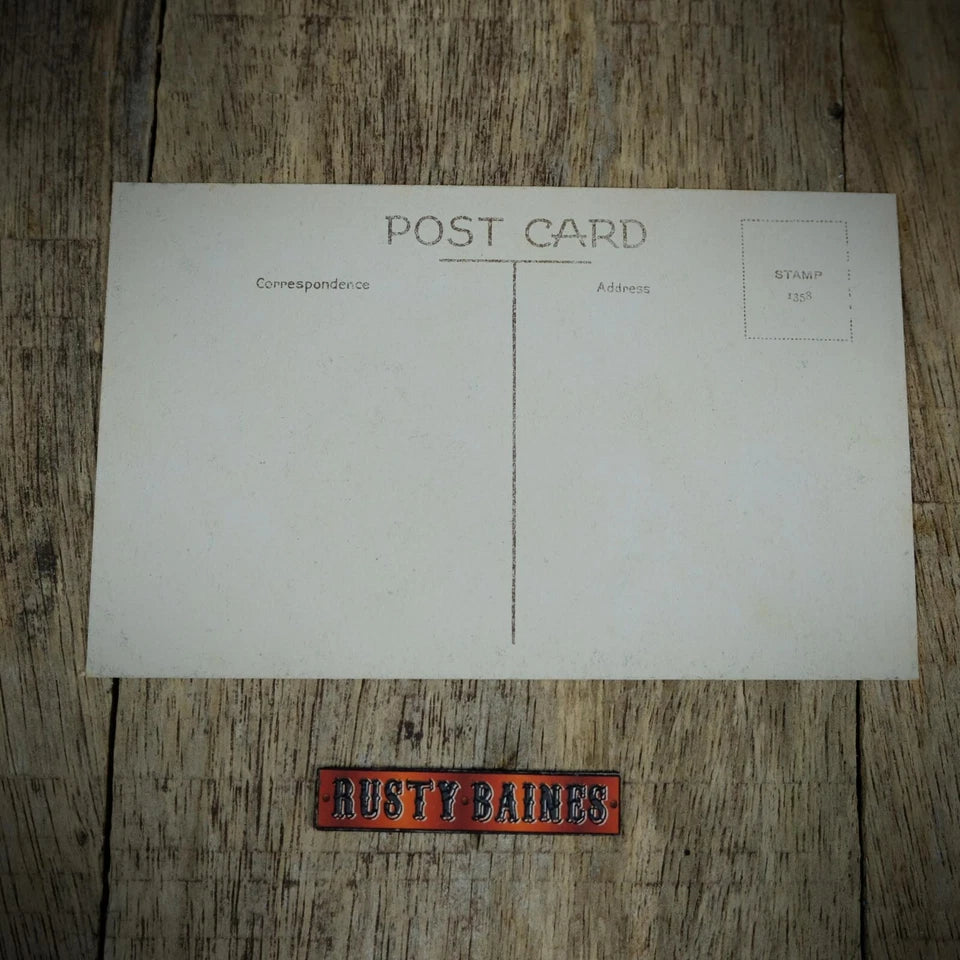 POST CARD
Correspondence
Address
STAMP
1358
RUSTY BAINES